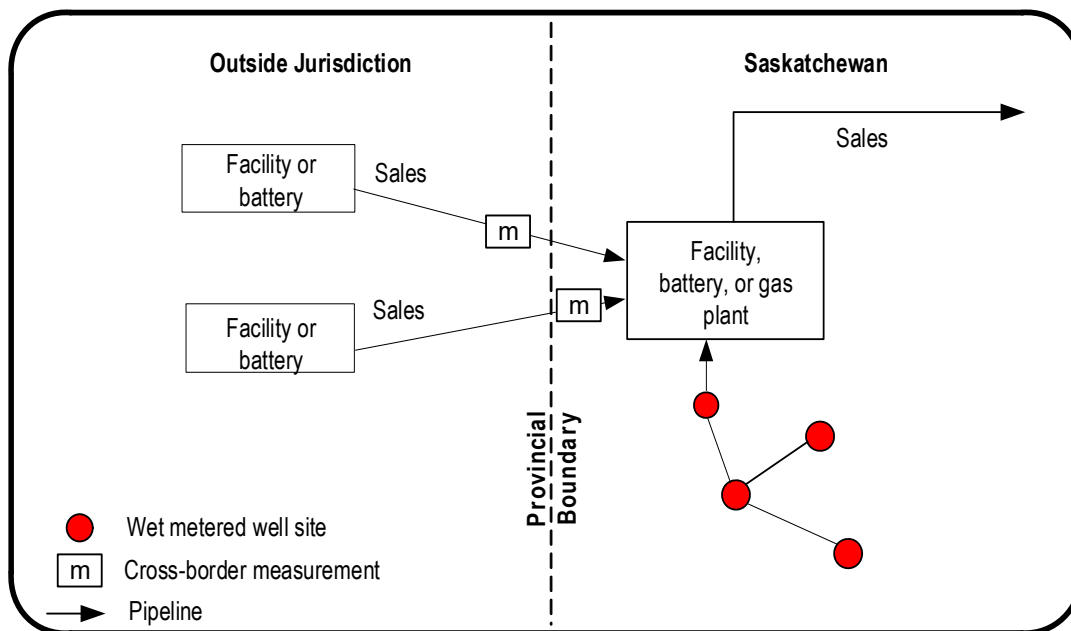 Outside Jurisdiction
Saskatchewan
Sales
Facility or
battery
Sales
m
Facility,
battery, or gas
plant
Sales
m
Facility or
battery
Provincial
Boundary
Wet metered well site
m Cross-border measurement
Pipeline